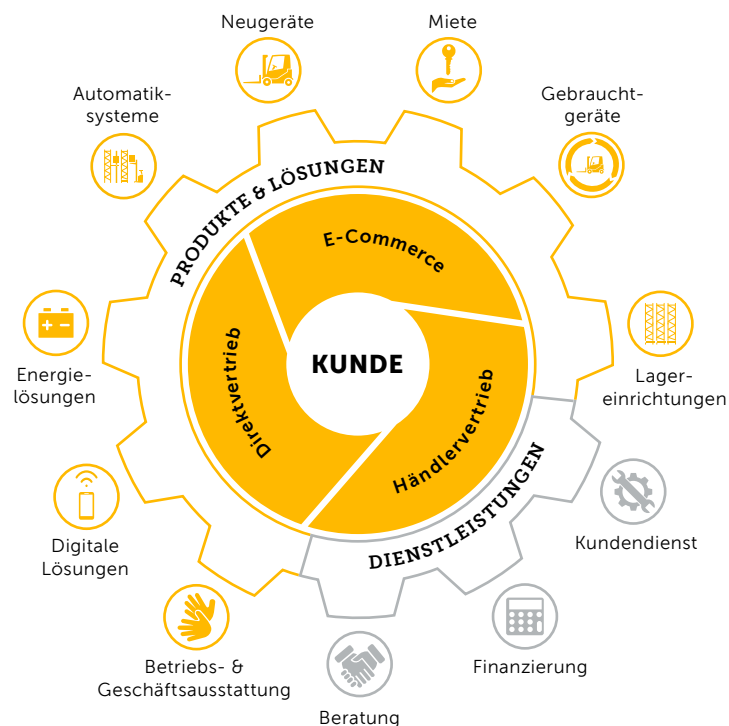 Neugeräte
Miete
Automatik-
systeme
Gebraucht-
geräte
PRODUKTE & LÖSUNGEN
E-Commerce
Direktvertrieb
KUNDE
Händlervertrieb
Energie-
lösungen
Lager-
einrichtungen
DIENSTLEISTUNGEN
Digitale
Lösungen
Kundendienst
Betriebs- &
Geschäftsausstattung
Finanzierung
Beratung